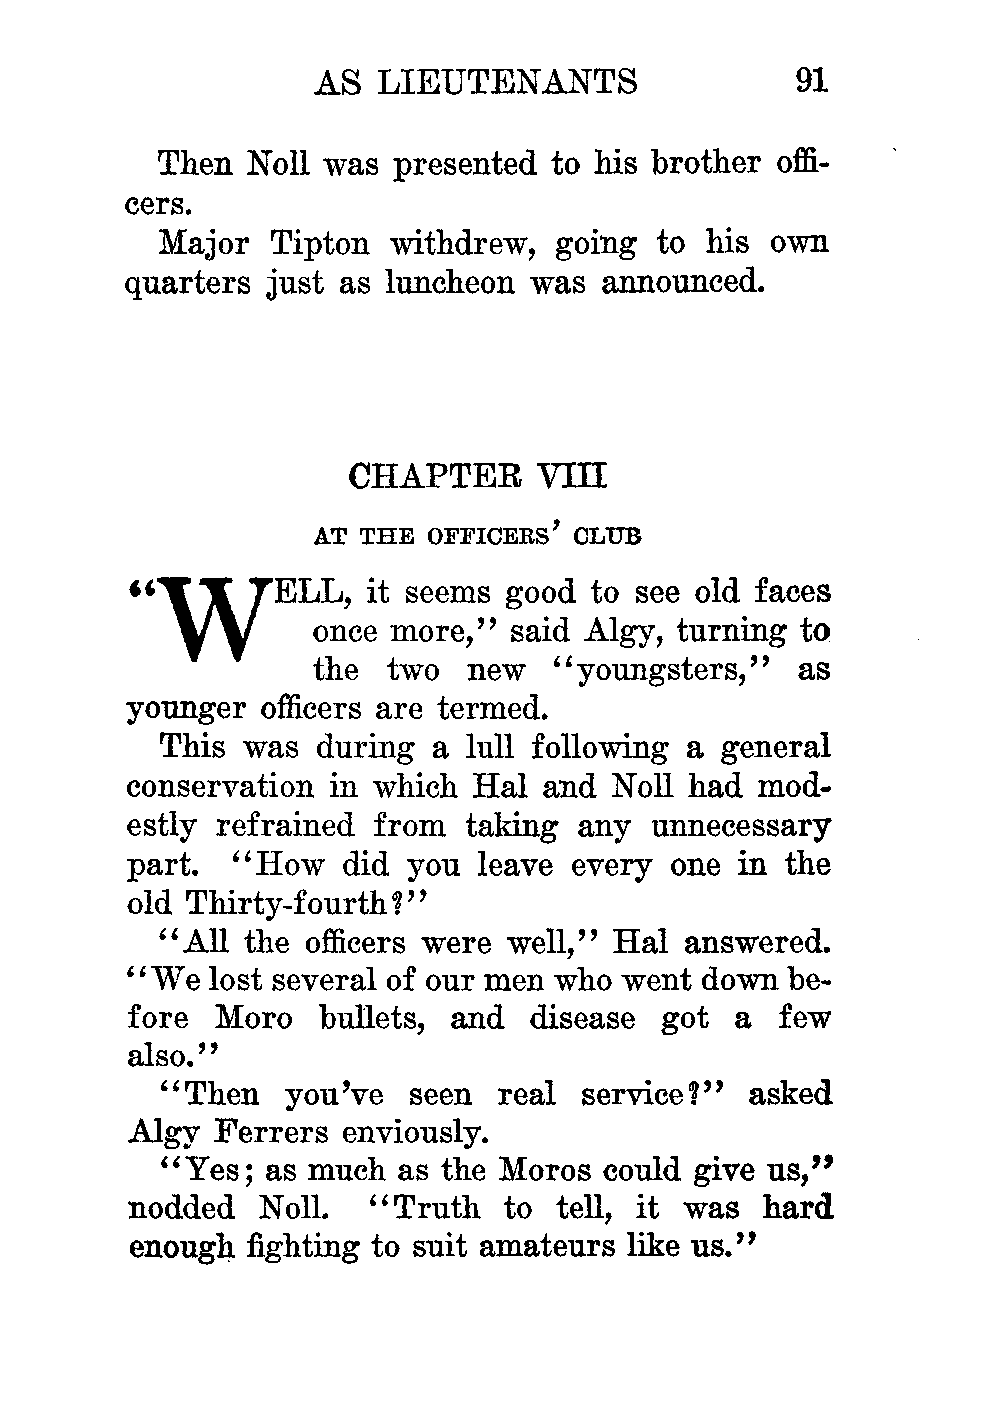 AS LIEUTENANTS 91
Then Noll was presented to his brother offi-
cers.
Major Tipton withdrew, going to his own
quarters just as luncheon was announced.
CHAPTER VIII
AT THE OFFICERS' CLUB
"WELL, it seems good to see old faces
once more," said Algy, turning to
the two new "youngsters," as
younger officers are termed.
This was during a lull following a general
conservation in which Hal and Noll had mod-
estly refrained from taking any unnecessary
part. "How did you leave every one in the
old Thirty-fourth?"
"All the officers were well," Hal answered.
"We lost several of our men who went down be-
fore Moro bullets, and disease got a few
also."
"Then you've seen real service?" asked
Algy Ferrers enviously.
"Yes; as much as the Moros could give us,"
nodded Noll. "Truth to tell, it was hard
enough fighting to suit amateurs like us."